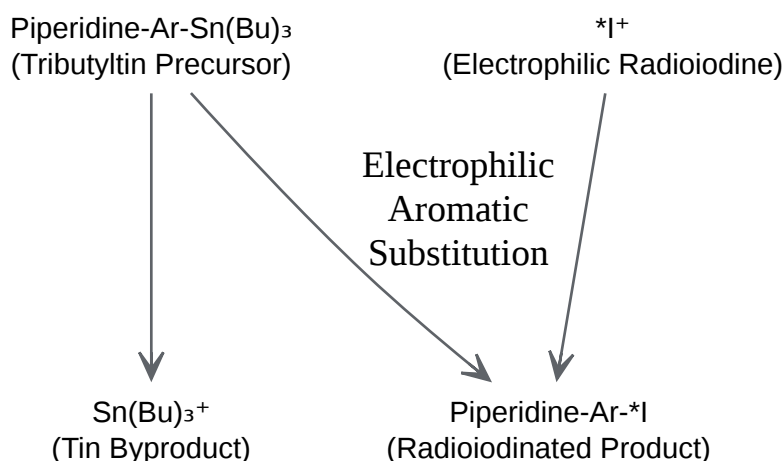 Piperidine-Ar-Sn(Bu)₃
(Tributyltin Precursor)
*I⁺
(Electrophilic Radioiodine)
Electrophilic
Aromatic
Substitution
Sn(Bu)₃⁺
(Tin Byproduct)
Piperidine-Ar-*I
(Radioiodinated Product)